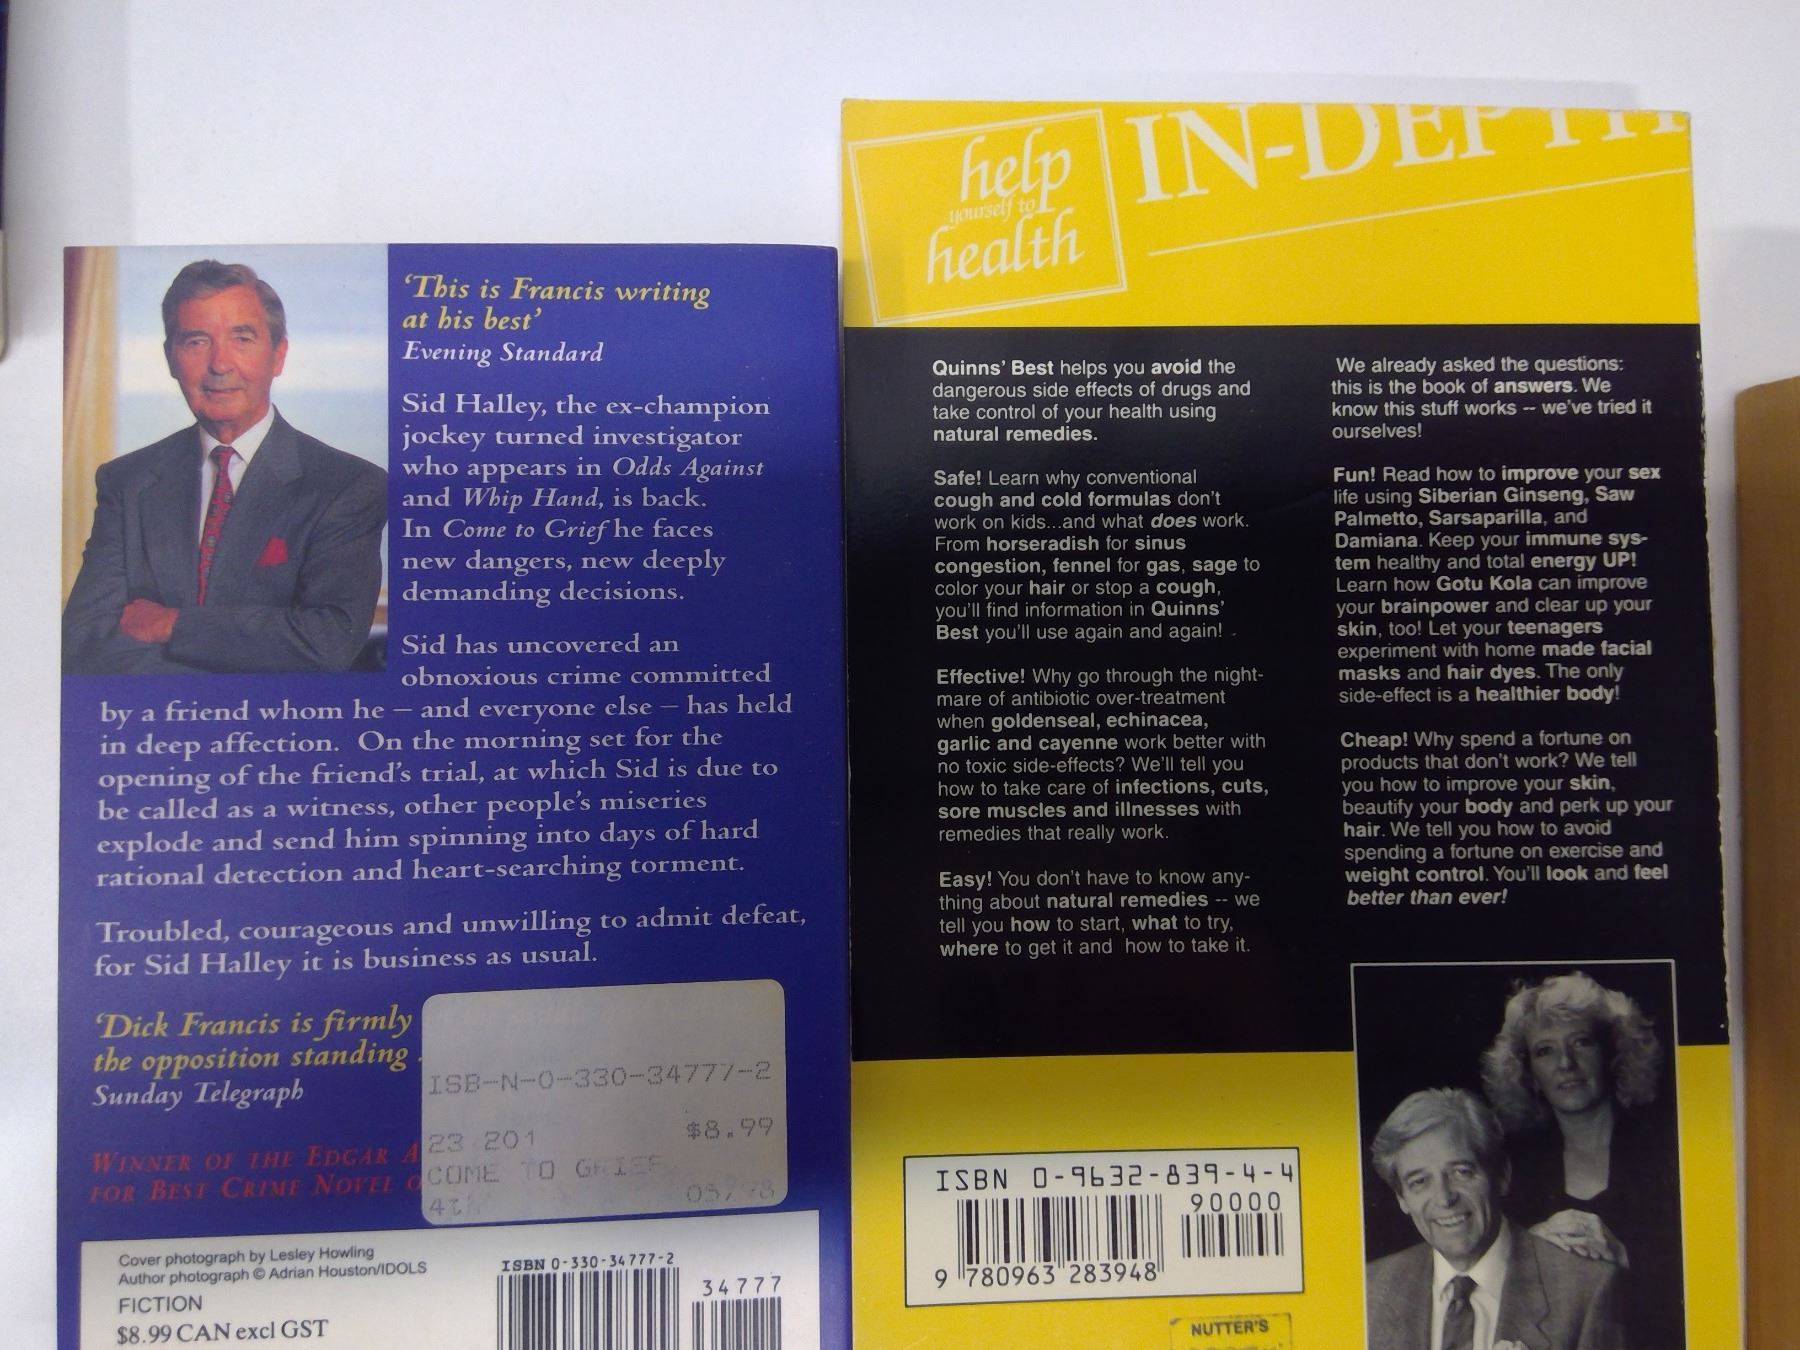 'This is Francis writing
at his best'
Evening Standard
Sid Halley, the ex-champion
jockey turned investigator
who appears in Odds Against
and Whip Hand, is back.
In Come to Grief he faces
new dangers, new deeply
demanding decisions.
Sid has uncovered an
obnoxious crime committed
by a friend whom he – and everyone else – has held
in deep affection. On the morning set for the
opening of the friend's trial, at which Sid is due to
be called as a witness, other people's miseries
explode and send him spinning into days of hard
rational detection and heart-searching torment.
Troubled, courageous and unwilling to admit defeat,
for Sid Halley it is business as usual.
'Dick Francis is firmly
the opposition standing .
Sunday Telegraph
WINNER OF THE EDGAR A
FOR BEST CRIME NOVEL O
ISB-N-0-330-34777-2
23 201 $8.99
COME TO GRIEF
4th 05/98
Cover photograph by Lesley Howling
Author photograph © Adrian Houston/IDOLS
FICTION
$8.99 CAN excl GST
ISBN 0-330-34777-2
34777
help
yourself to
health
IN-DEPTH
Quinns' Best helps you avoid the
dangerous side effects of drugs and
take control of your health using
natural remedies.
Safe! Learn why conventional
cough and cold formulas don't
work on kids...and what does work.
From horseradish for sinus
congestion, fennel for gas, sage to
color your hair or stop a cough,
you'll find information in Quinns'
Best you'll use again and again!
Effective! Why go through the night-
mare of antibiotic over-treatment
when goldenseal, echinacea,
garlic and cayenne work better with
no toxic side-effects? We'll tell you
how to take care of infections, cuts,
sore muscles and illnesses with
remedies that really work.
Easy! You don't have to know any-
thing about natural remedies -- we
tell you how to start, what to try,
where to get it and how to take it.
We already asked the questions:
this is the book of answers. We
know this stuff works -- we've tried it
ourselves!
Fun! Read how to improve your sex
life using Siberian Ginseng, Saw
Palmetto, Sarsaparilla, and
Damiana. Keep your immune sys-
tem healthy and total energy UP!
Learn how Gotu Kola can improve
your brainpower and clear up your
skin, too! Let your teenagers
experiment with home made facial
masks and hair dyes. The only
side-effect is a healthier body!
Cheap! Why spend a fortune on
products that don't work? We tell
you how to improve your skin,
beautify your body and perk up your
hair. We tell you how to avoid
spending a fortune on exercise and
weight control. You'll look and feel
better than ever!
ISBN 0-9632-839-4-4
90000
9 780963 283948
NUTTER'S